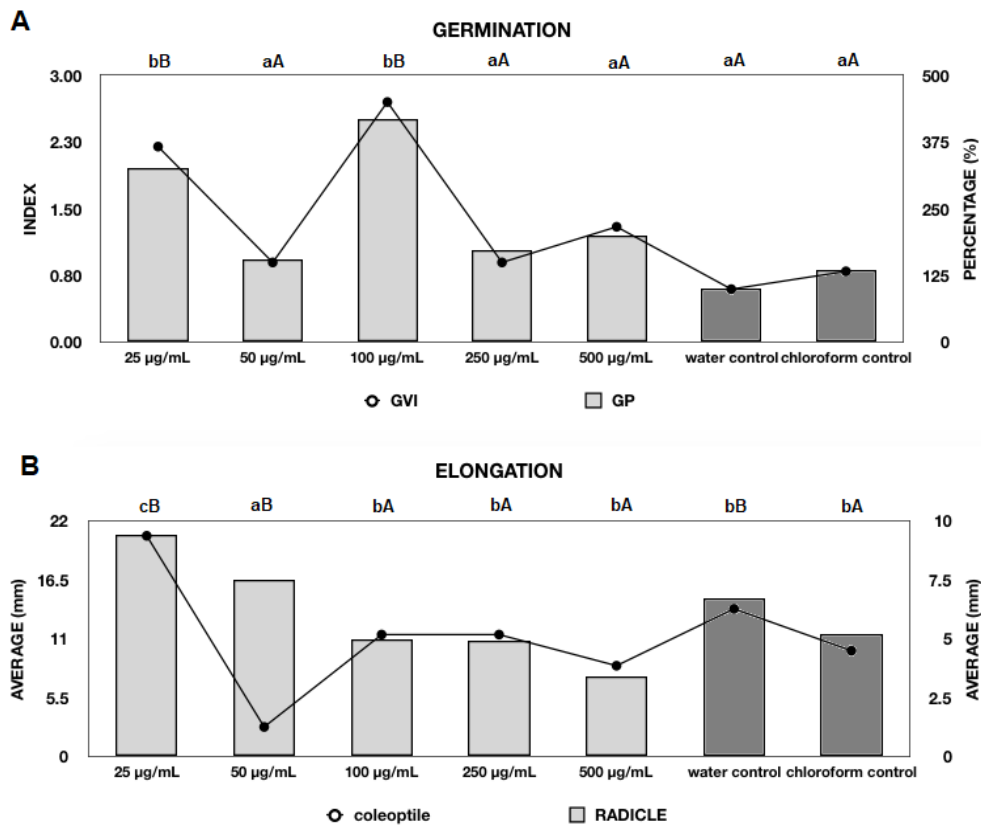 A
GERMINATION
bB aA bB aA aA aA aA
3.00 500
2.30 375
1.50 250
0.80 125
0.00 0
INDEX
PERCENTAGE (%)
25 µg/mL 50 µg/mL 100 µg/mL 250 µg/mL 500 µg/mL water control chloroform control
GVI GP
B
ELONGATION
cB aB bA bA bA bB bA
22 10
16.5 7.5
11 5
5.5 2.5
0 0
AVERAGE (mm)
AVERAGE (mm)
25 µg/mL 50 µg/mL 100 µg/mL 250 µg/mL 500 µg/mL water control chloroform control
coleoptile RADICLE